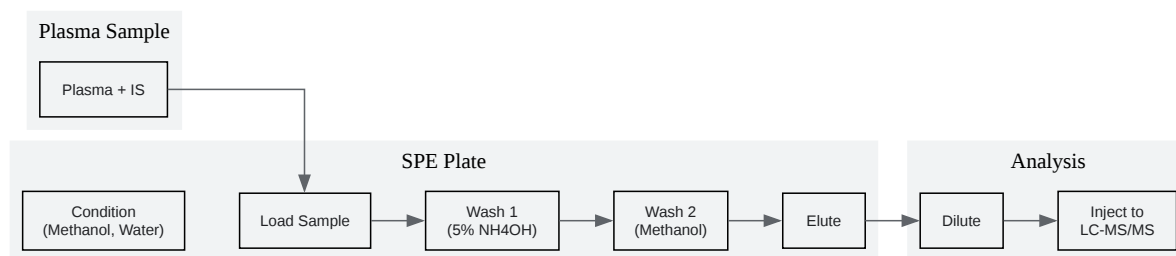 Plasma Sample
Plasma + IS
SPE Plate
Condition
(Methanol, Water)
Load Sample
Wash 1
(5% NH4OH)
Wash 2
(Methanol)
Elute
Analysis
Dilute
Inject to
LC-MS/MS